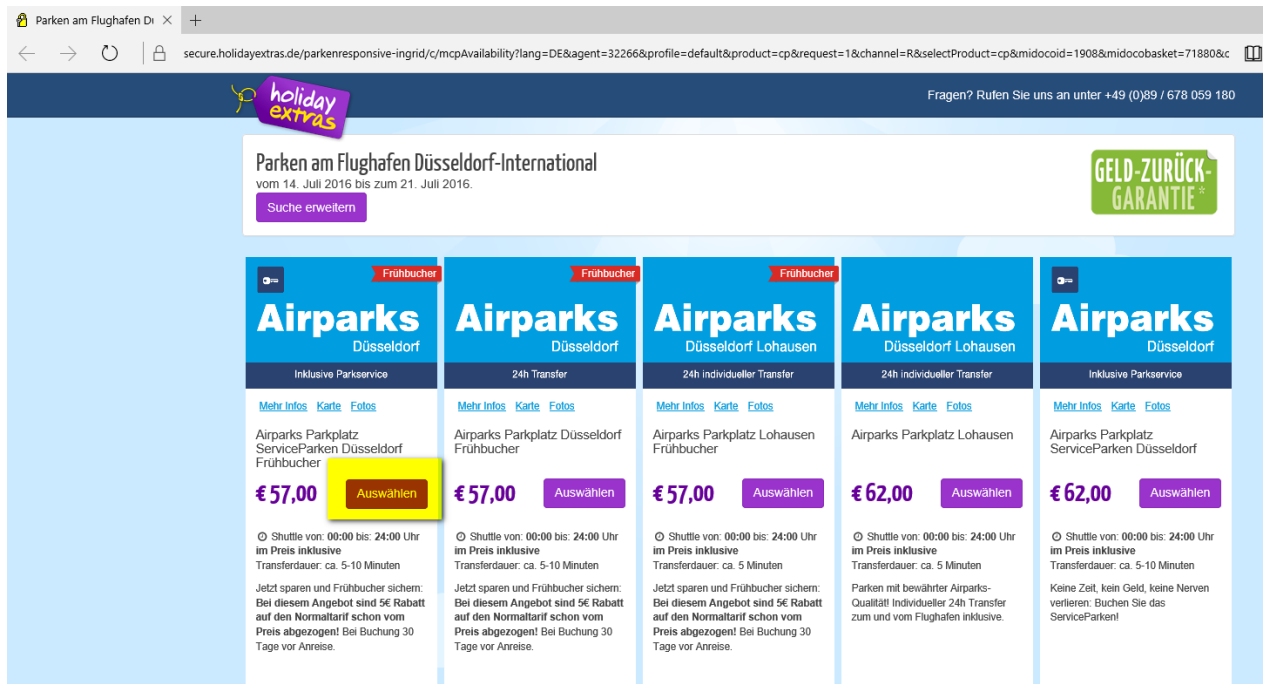 Parken am Flughafen Dü
secure.holidayextras.de/parkenresponsive-ingrid/c/mcpAvailability?lang=DE&agent=32266&profile=default&product=cp&request=1&channel=R&selectProduct=cp&midocoid=1908&midocobasket=71880&c
holiday
extras
Fragen? Rufen Sie uns an unter +49 (0)89 / 678 059 180
Parken am Flughafen Düsseldorf-International
vom 14. Juli 2016 bis zum 21. Juli 2016.
Suche erweitern
GELD-ZURÜCK-
GARANTIE*
Frühbucher
Airparks
Düsseldorf
Inklusive Parkservice
Mehr Infos Karte Fotos
Airparks Parkplatz
ServiceParken Düsseldorf
Frühbucher
€ 57,00 Auswählen
Shuttle von: 00:00 bis: 24:00 Uhr
im Preis inklusive
Transferdauer: ca. 5-10 Minuten
Jetzt sparen und Frühbucher sichern:
Bei diesem Angebot sind 5€ Rabatt
auf den Normaltarif schon vom
Preis abgezogen! Bei Buchung 30
Tage vor Anreise.
Frühbucher
Airparks
Düsseldorf
24h Transfer
Mehr Infos Karte Fotos
Airparks Parkplatz Düsseldorf
Frühbucher
€ 57,00 Auswählen
Shuttle von: 00:00 bis: 24:00 Uhr
im Preis inklusive
Transferdauer: ca. 5-10 Minuten
Jetzt sparen und Frühbucher sichern:
Bei diesem Angebot sind 5€ Rabatt
auf den Normaltarif schon vom
Preis abgezogen! Bei Buchung 30
Tage vor Anreise.
Frühbucher
Airparks
Düsseldorf Lohausen
24h individueller Transfer
Mehr Infos Karte Fotos
Airparks Parkplatz Lohausen
Frühbucher
€ 57,00 Auswählen
Shuttle von: 00:00 bis: 24:00 Uhr
im Preis inklusive
Transferdauer: ca. 5 Minuten
Jetzt sparen und Frühbucher sichern:
Bei diesem Angebot sind 5€ Rabatt
auf den Normaltarif schon vom
Preis abgezogen! Bei Buchung 30
Tage vor Anreise.
Airparks
Düsseldorf Lohausen
24h individueller Transfer
Mehr Infos Karte Fotos
Airparks Parkplatz Lohausen
€ 62,00 Auswählen
Shuttle von: 00:00 bis: 24:00 Uhr
im Preis inklusive
Transferdauer: ca. 5 Minuten
Parken mit bewährter Airparks-
Qualität! Individueller 24h Transfer
zum und vom Flughafen inklusive.
Airparks
Düsseldorf
Inklusive Parkservice
Mehr Infos Karte Fotos
Airparks Parkplatz
ServiceParken Düsseldorf
€ 62,00 Auswählen
Shuttle von: 00:00 bis: 24:00 Uhr
im Preis inklusive
Transferdauer: ca. 5-10 Minuten
Keine Zeit, kein Geld, keine Nerven
verlieren: Buchen Sie das
ServiceParken!